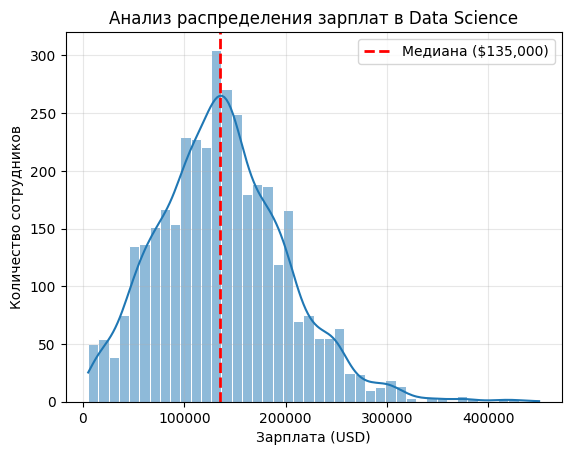 Анализ распределения зарплат в Data Science
Медиана ($135,000)
300
250
200
150
100
50
0
Количество сотрудников
0 100000 200000 300000 400000
Зарплата (USD)